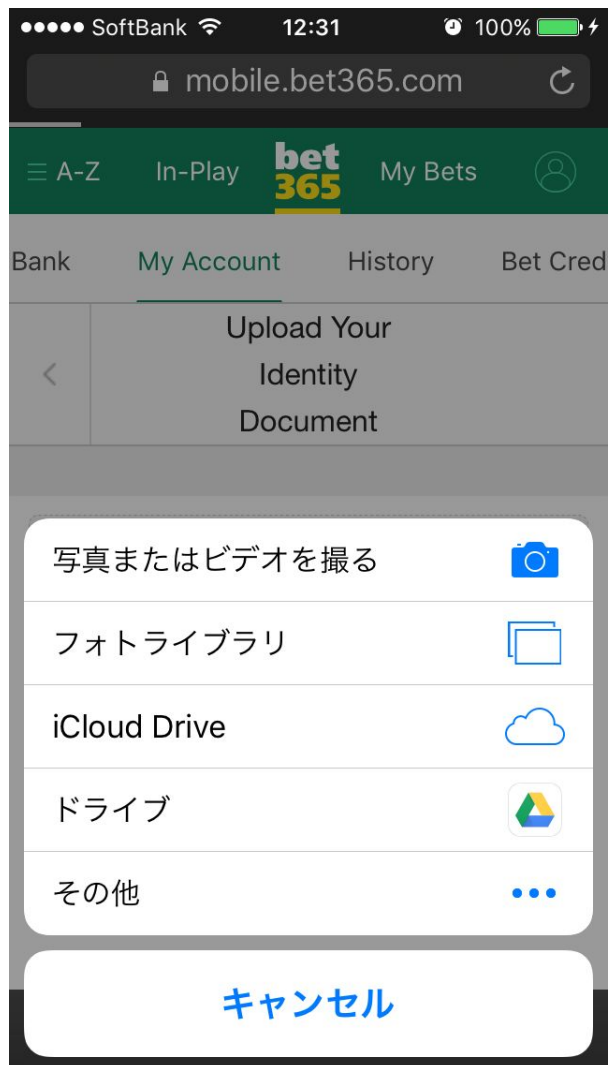 SoftBank 12:31 100%
mobile.bet365.com
A-Z In-Play bet365 My Bets
Bank My Account History Bet Cred
Upload Your
Identity
Document
写真またはビデオを撮る
フォトライブラリ
iCloud Drive
ドライブ
その他
キャンセル